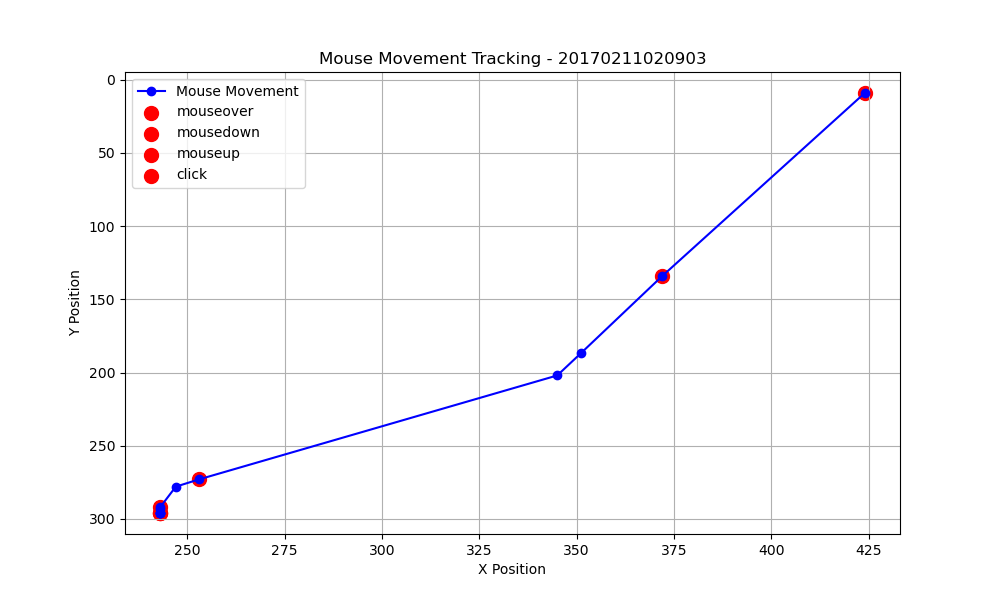 Mouse Movement Tracking - 20170211020903
Mouse Movement
mouseover
mousedown
mouseup
click
0
50
100
150
200
250
300
Y Position
250
275
300
325
350
375
400
425
X Position